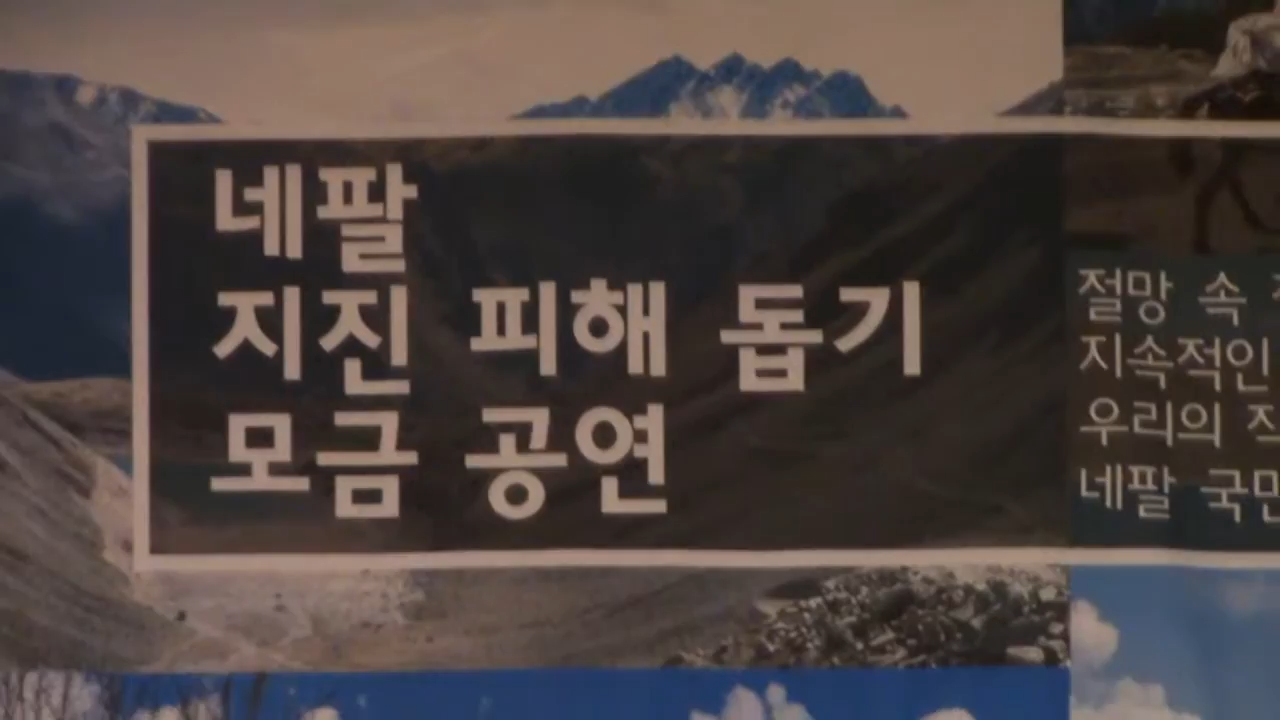 네팔
지진 피해 돕기
모금 공연
절망 속
지속적인
우리의
네팔